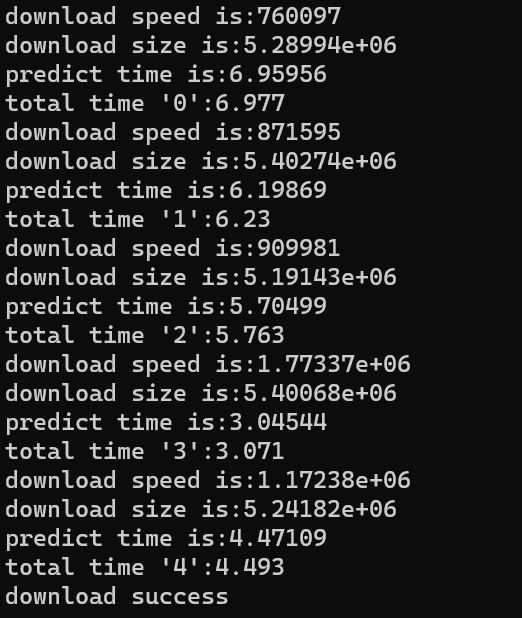 download speed is:760097
download size is:5.28994e+06
predict time is:6.95956
total time '0':6.977
download speed is:871595
download size is:5.40274e+06
predict time is:6.19869
total time '1':6.23
download speed is:909981
download size is:5.19143e+06
predict time is:5.70499
total time '2':5.763
download speed is:1.77337e+06
download size is:5.40068e+06
predict time is:3.04544
total time '3':3.071
download speed is:1.17238e+06
download size is:5.24182e+06
predict time is:4.47109
total time '4':4.493
download success